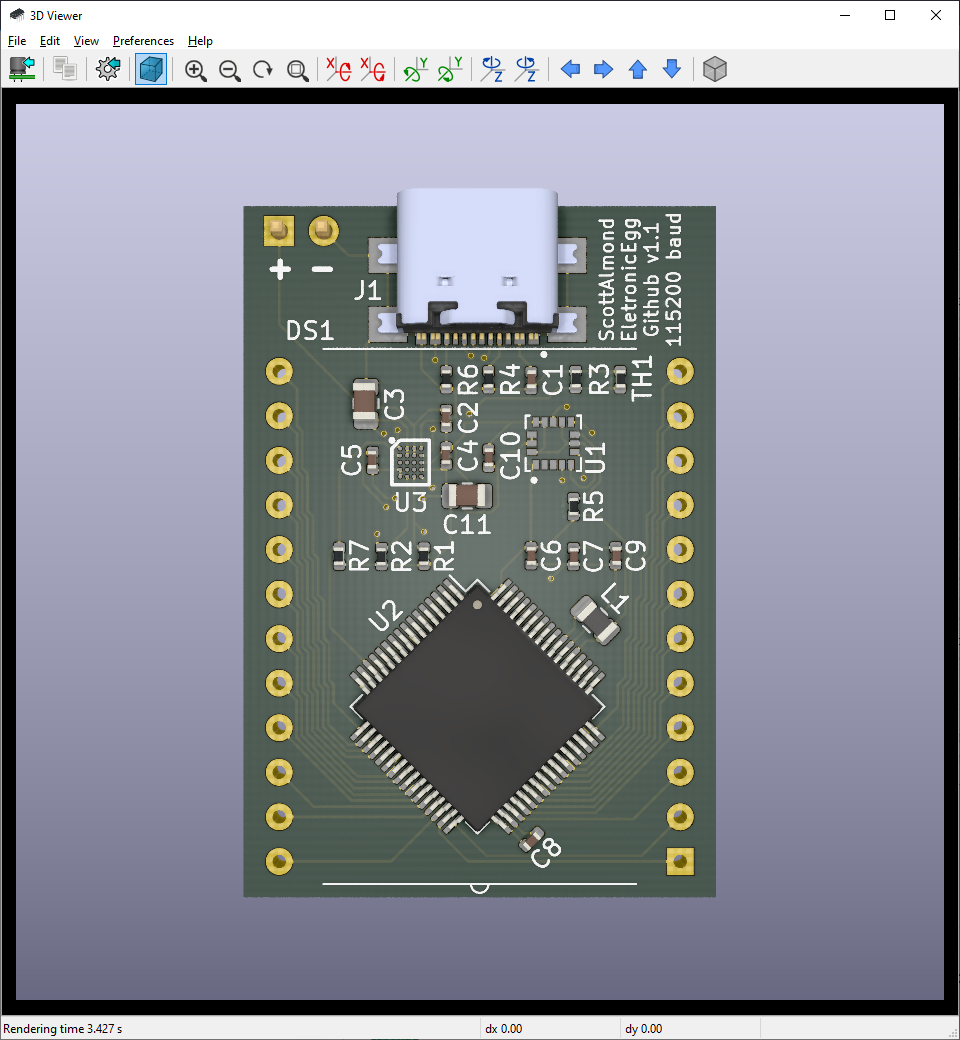 3D Viewer
File Edit View Preferences Help
X X Y Y Z Z
+ -
J1
DS1
ScottAlmond
EletronicEgg
Github v1.1
115200 baud
R6 R4 C1 R3 TH1
C3 C2
C5 C4 C10 U1
U3
C11 R5
R7 R2 R1 C6 C7 C9
U2 L1
C8
Rendering time 3.427 s dx 0.00 dy 0.00